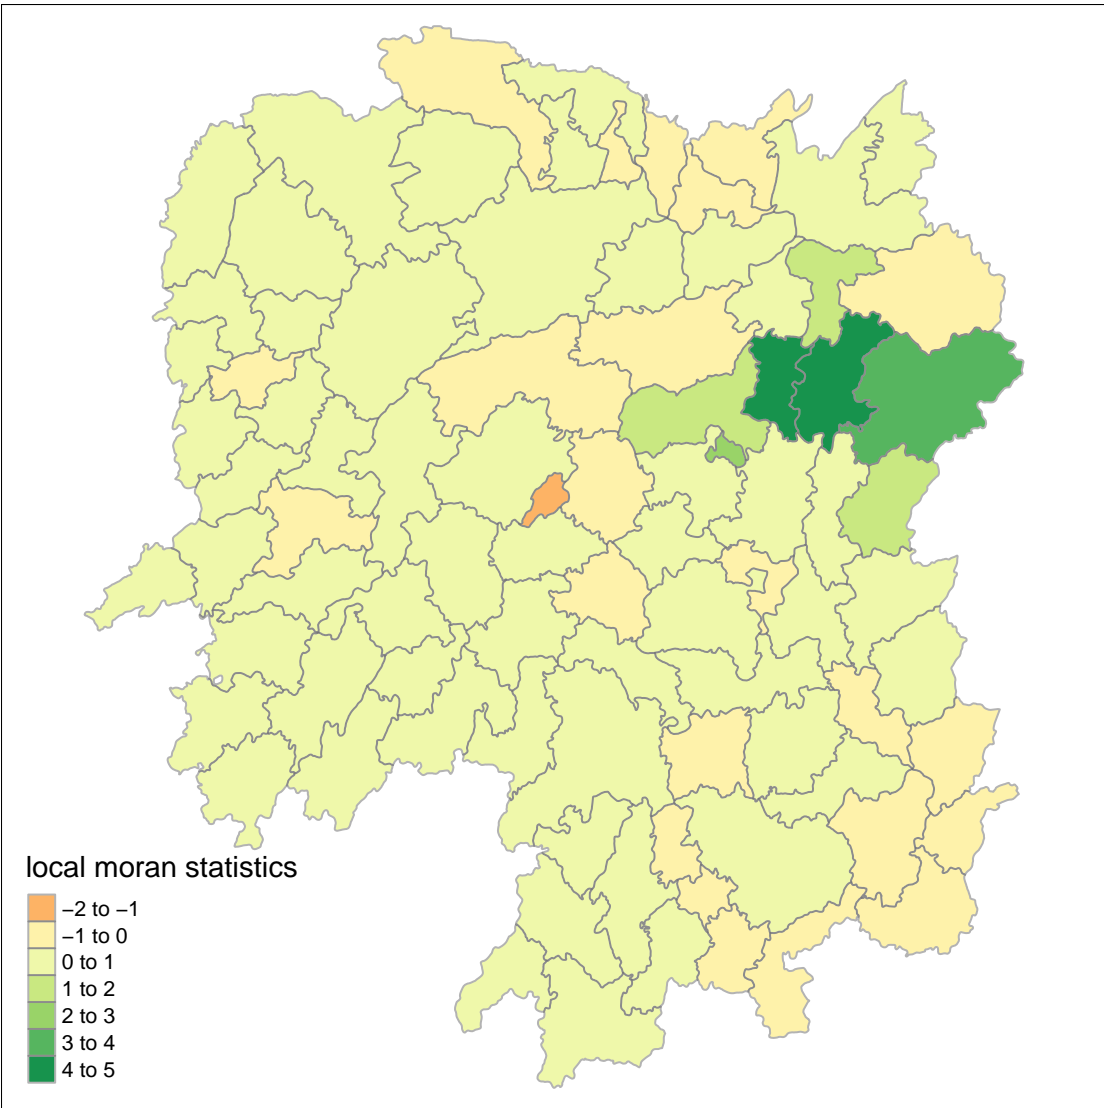 local moran statistics
−2 to −1
−1 to 0
0 to 1
1 to 2
2 to 3
3 to 4
4 to 5